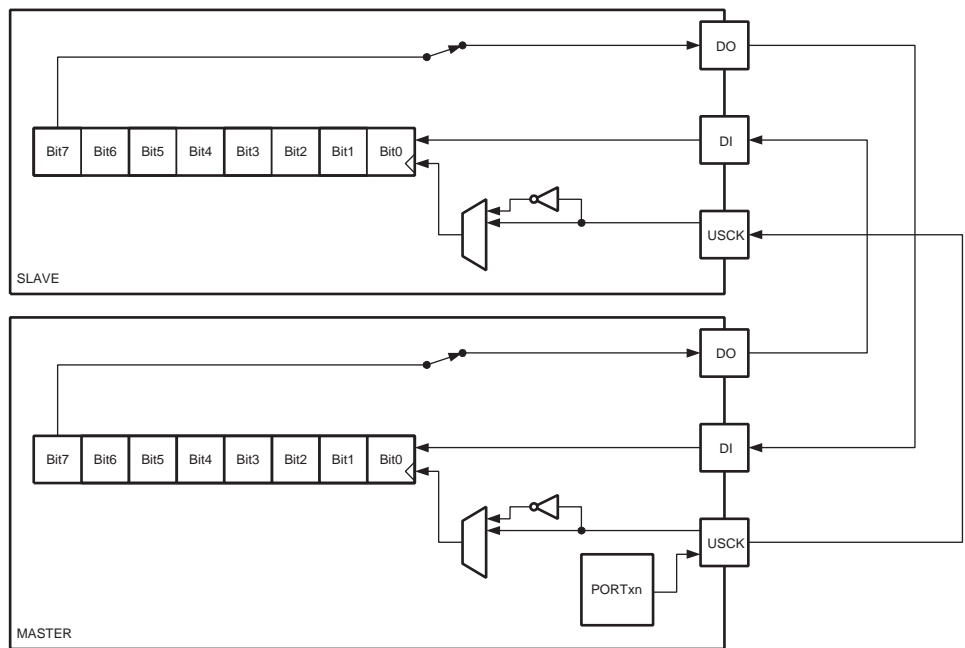 DO
Bit7 Bit6 Bit5 Bit4 Bit3 Bit2 Bit1 Bit0
DI
USCK
SLAVE
DO
Bit7 Bit6 Bit5 Bit4 Bit3 Bit2 Bit1 Bit0
DI
USCK
PORTxn
MASTER